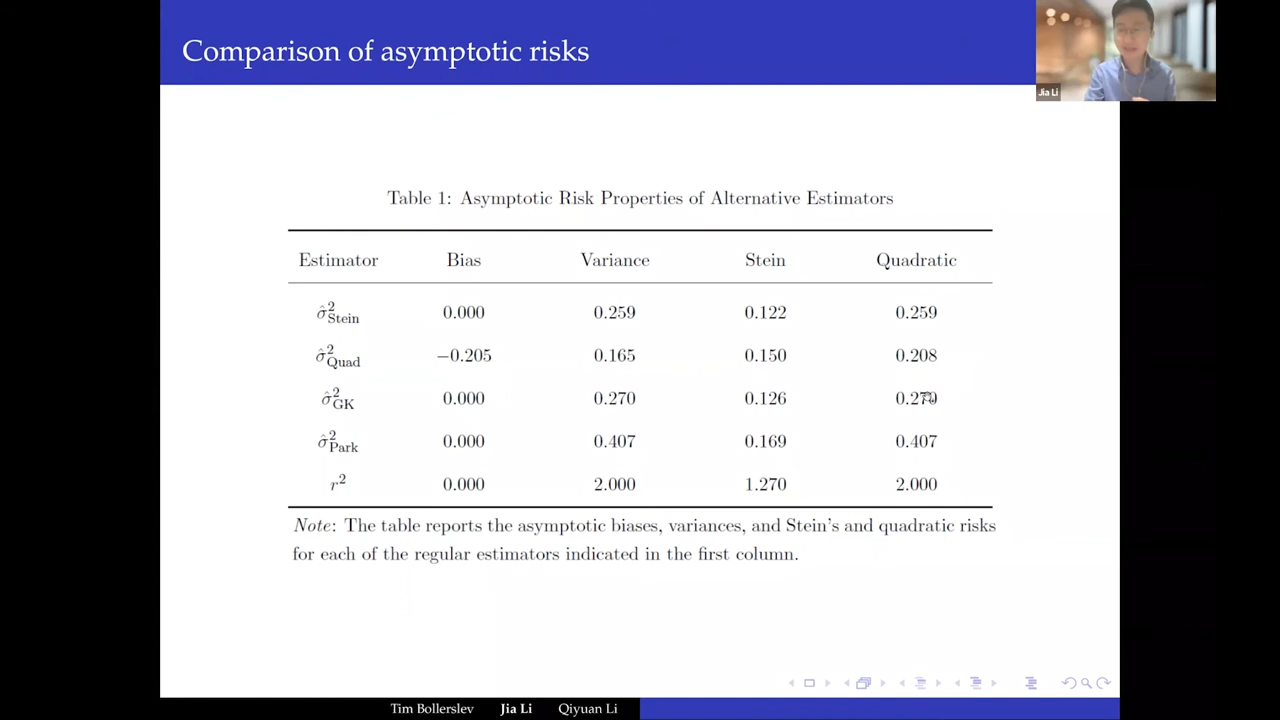 Comparison of asymptotic risks
Jia Li
Table 1: Asymptotic Risk Properties of Alternative Estimators
Estimator Bias Variance Stein Quadratic
σ̂²_Stein 0.000 0.259 0.122 0.259
σ̂²_Quad −0.205 0.165 0.150 0.208
σ̂²_GK 0.000 0.270 0.126 0.270
σ̂²_Park 0.000 0.407 0.169 0.407
r² 0.000 2.000 1.270 2.000
Note: The table reports the asymptotic biases, variances, and Stein's and quadratic risks
for each of the regular estimators indicated in the first column.
Tim Bollerslev Jia Li Qiyuan Li